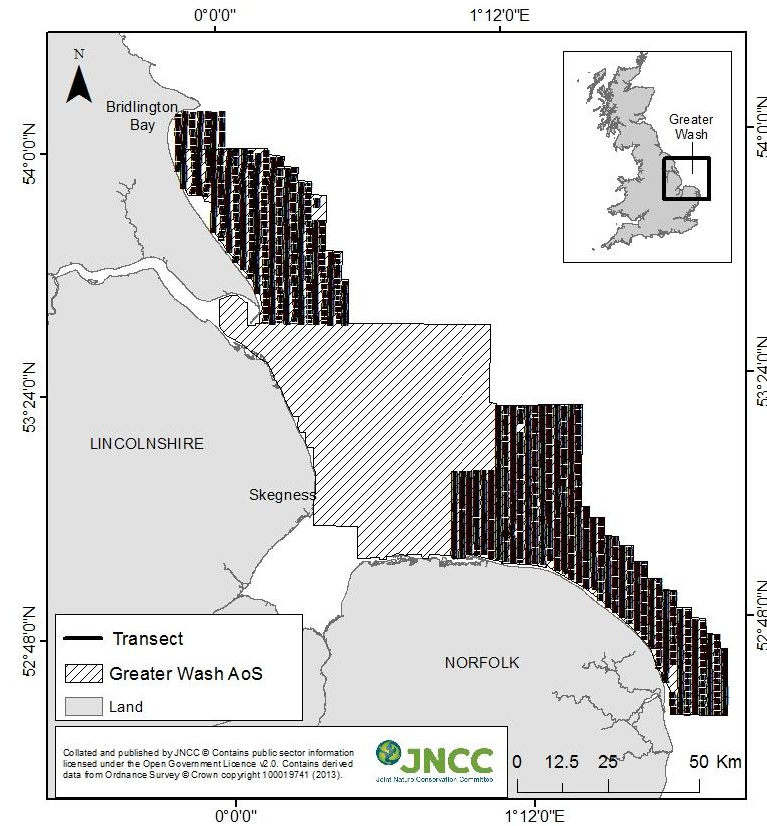 0°0'0"
1°12'0"E
N
Bridlington
Bay
Greater
Wash
54°0'0"N
54°0'0"N
53°24'0"N
53°24'0"N
LINCOLNSHIRE
Skegness
52°48'0"N
52°48'0"N
NORFOLK
Transect
Greater Wash AoS
Land
Collated and published by JNCC © Contains public sector information
licensed under the Open Government Licence v2.0. Contains derived
data from Ordnance Survey © Crown copyright 100019741 (2013).
JNCC
Joint Nature Conservation Committee
0 12.5 25 50 Km
0°0'0"
1°12'0"E